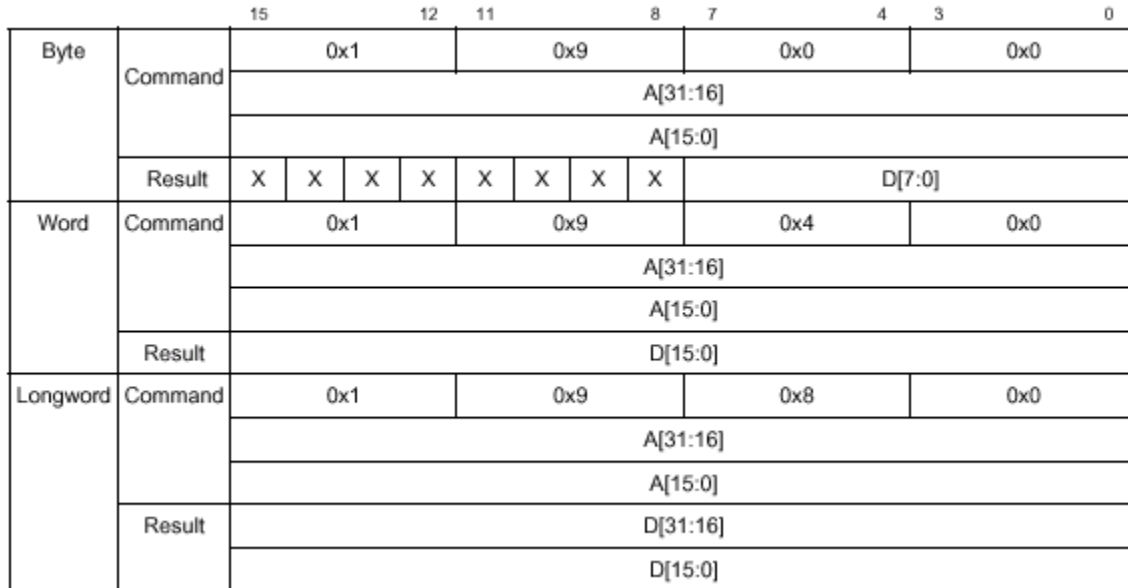 15 12 11 8 7 4 3 0
Byte Command 0x1 0x9 0x0 0x0
A[31:16]
A[15:0]
Result X X X X X X X X D[7:0]
Word Command 0x1 0x9 0x4 0x0
A[31:16]
A[15:0]
Result D[15:0]
Longword Command 0x1 0x9 0x8 0x0
A[31:16]
A[15:0]
Result D[31:16]
D[15:0]